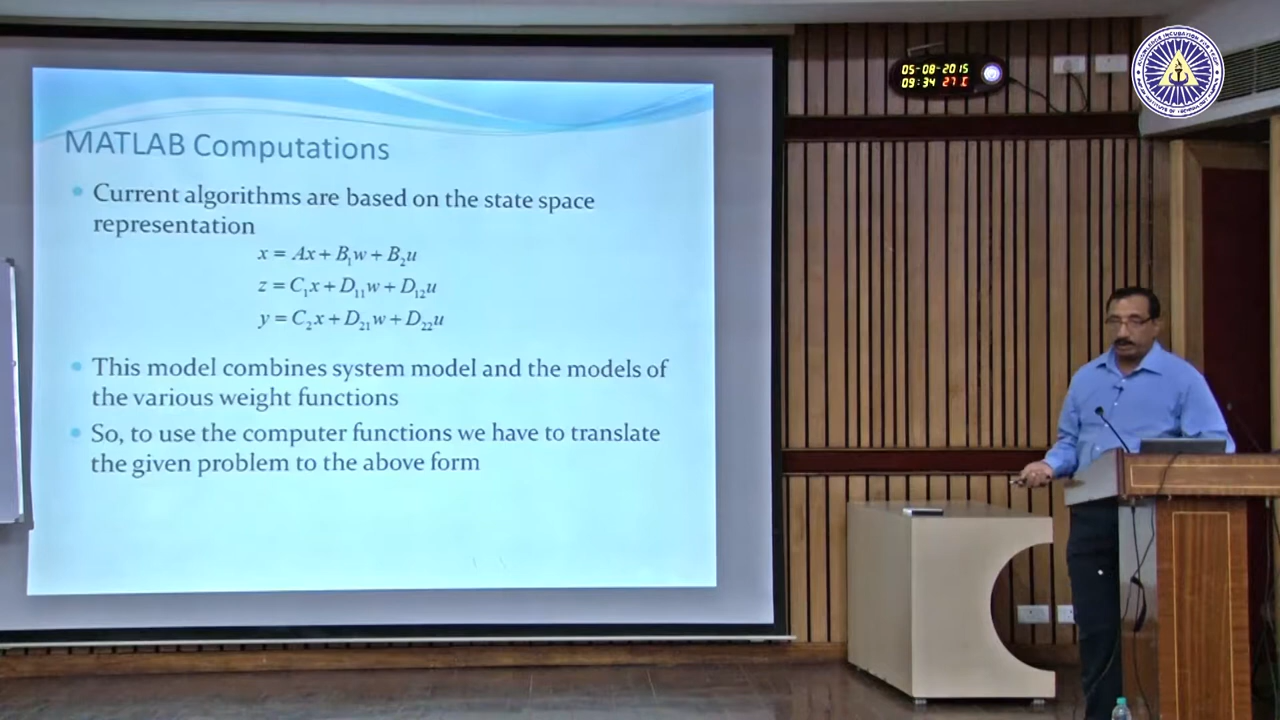 MATLAB Computations
Current algorithms are based on the state space
representation
x = Ax + B₁w + B₂u
z = C₁x + D₁₁w + D₁₂u
y = C₂x + D₂₁w + D₂₂u
This model combines system model and the models of
the various weight functions
So, to use the computer functions we have to translate
the given problem to the above form
05-08-2015
09:34 27